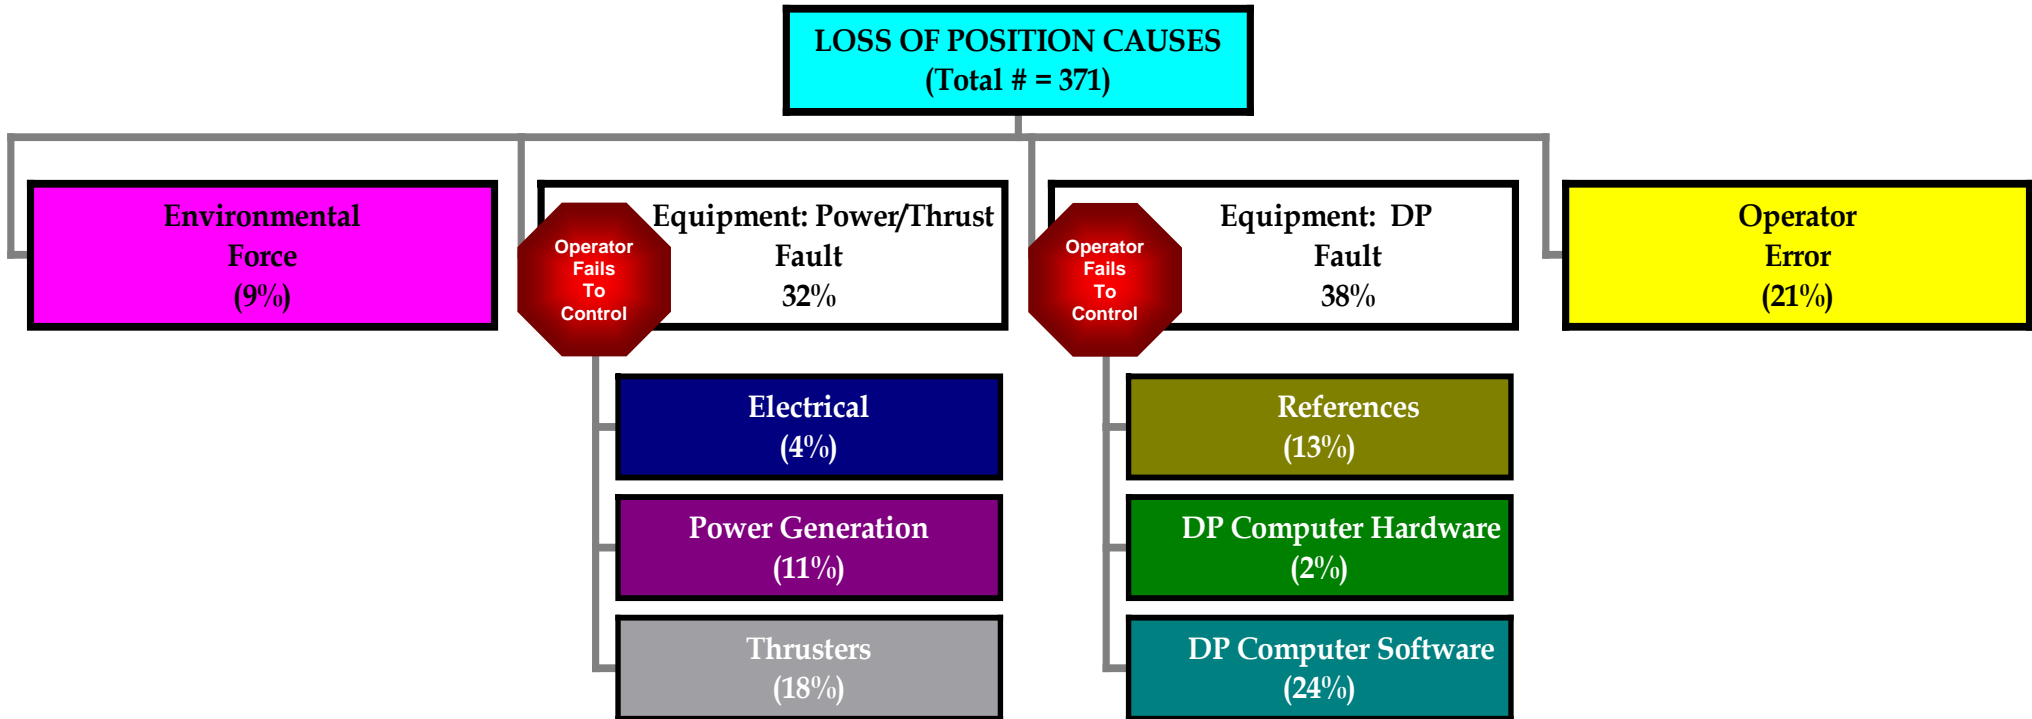 LOSS OF POSITION CAUSES
(Total # = 371)
Environmental
Force
(9%)
Operator
Fails
To
Control
Equipment: Power/Thrust
Fault
32%
Operator
Fails
To
Control
Equipment:  DP
Fault
38%
Operator
Error
(21%)
Electrical
(4%)
Power Generation
(11%)
Thrusters
(18%)
References
(13%)
DP Computer Hardware
(2%)
DP Computer Software
(24%)